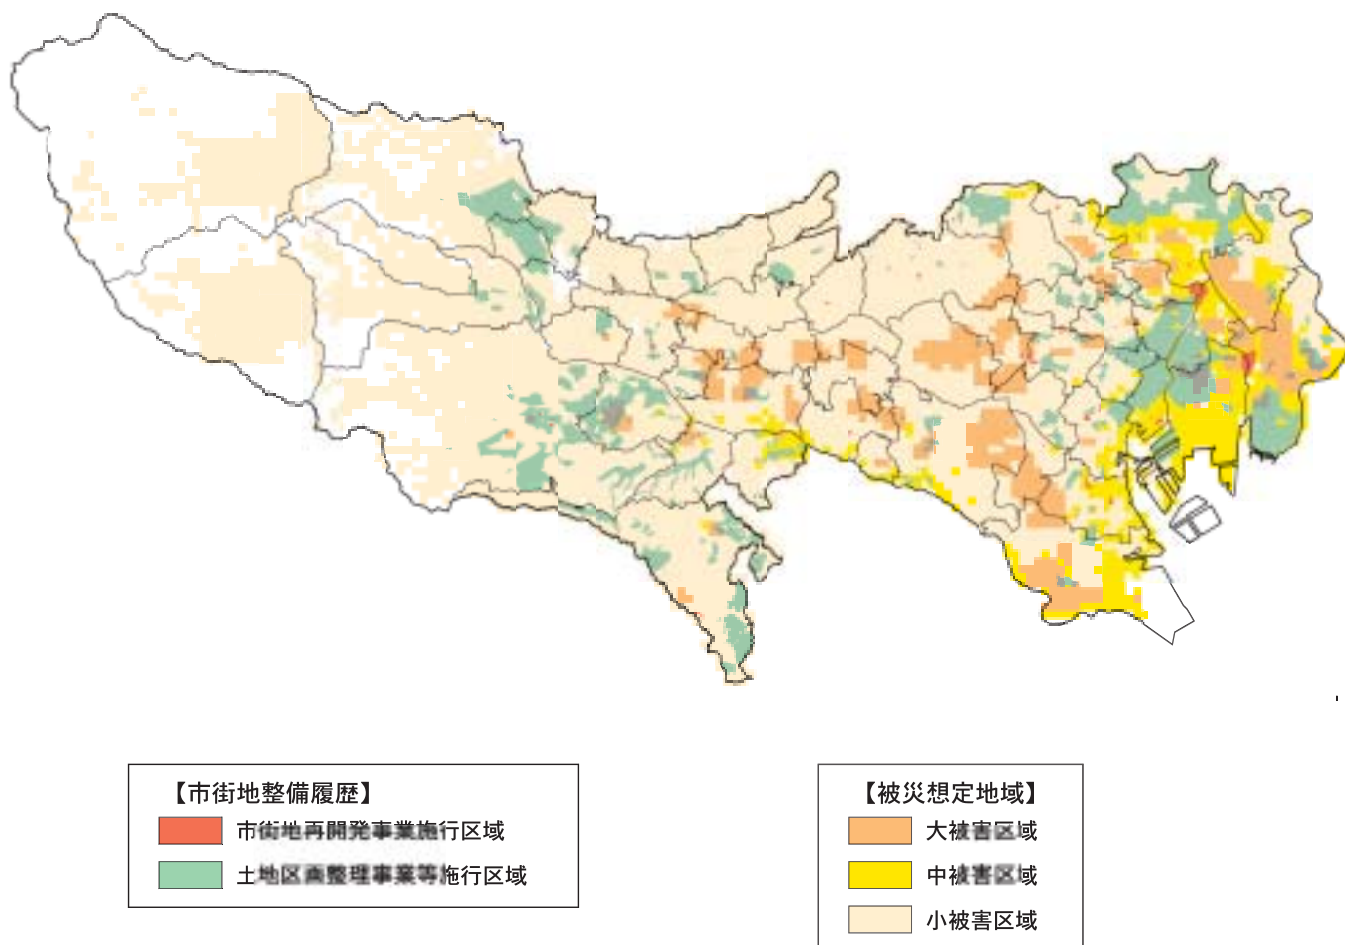 【市街地整備履歴】
市街地再開発事業施行区域
土地区画整理事業等施行区域
【被災想定地域】
大被害区域
中被害区域
小被害区域